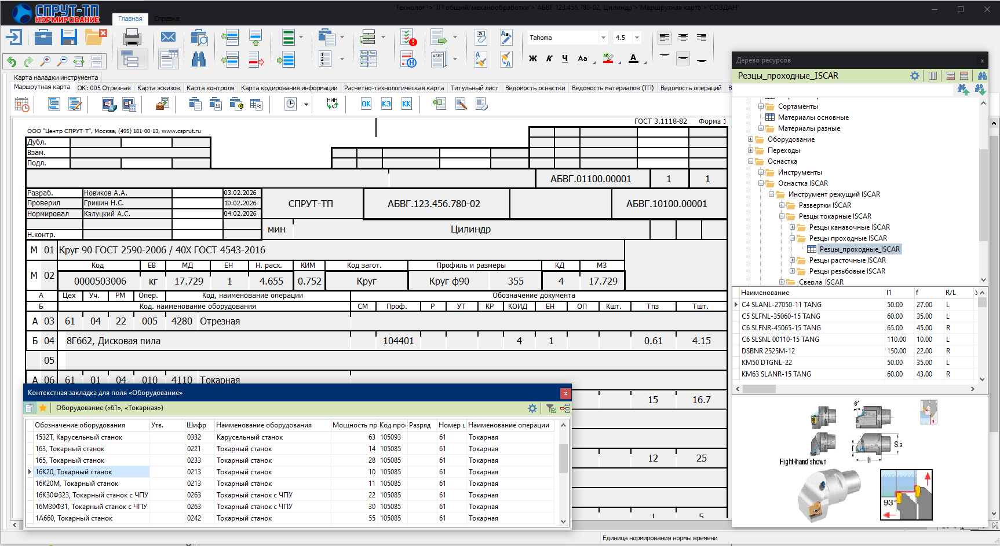 СПРУТ-ТП
НОРМИРОВАНИЕ
'Технолог':>'ТП общий/механообработки'>'АБВГ.123.456.780-02, Цилиндр'>'Маршрутная карта'>'СОЗДАН'
Главная Справка
Tahoma 4.5
Ж К Ч Аа
Карта наладки инструмента
Маршрутная карта ОК: 005 Отрезная Карта эскизов Карта контроля Карта кодирования информации Расчетно-технологическая карта Титульный лист Ведомость оснастки Ведомость материалов (ТП) Ведомость операций В
МИН ОК КЭ КК
ГОСТ 3.1118-82 Форма 1
ООО "Центр СПРУТ-Т", Москва, (495) 181-00-13, www.csprut.ru
Дубл.
Взам.
Подл.
АБВГ.01100.00001 1 1
Разраб. Новиков А.А. 03.02.2026
Проверил Гришин Н.С. 10.02.2026
Нормировал Калуцкий А.С. 04.02.2026
Н.контр.
СПРУТ-ТП АБВГ.123.456.780-02 АБВГ.10100.00001
мин Цилиндр
М 01 Круг 90 ГОСТ 2590-2006 / 40Х ГОСТ 4543-2016
Код ЕВ МД ЕН Н. расх. КИМ Код загот. Профиль и размеры КД МЗ
М 02 0000503006 кг 17.729 1 4.655 0.752 Круг Круг ф90 355 4 17.729
А Цех Уч. РМ Опер. Код, наименование операции Обозначение документа
Б Код. наименование оборудования СМ Проф. Р УТ КР КОИД ЕН ОП Кшт. Тпз Тшт.
А 03 61 04 22 005 4280 Отрезная
Б 04 8Г662, Дисковая пила 104401 4 1 0.61 4.15
05
А 06 61 01 04 010 4110 Токарная
15 16.7
12 25
1 5
Контекстная закладка для поля «Оборудование»
Оборудование («61», «Токарная»)
Обозначение оборудования Утв. Шифр Наименование оборудования Мощность пр Код про Разряд Номер ц Наименование операции
1532Т, Карусельный станок 0332 Карусельный станок 63 105093 61 Токарная
163, Токарный станок 0221 Токарный станок 14 105085 61 Токарная
165, Токарный станок 0233 Токарный станок 28 105085 61 Токарная
16К20, Токарный станок 0213 Токарный станок 10 105085 61 Токарная
16К20М, Токарный станок 0213 Токарный станок 11 105085 61 Токарная
16К30Ф323, Токарный станок с ЧПУ 0263 Токарный станок с ЧПУ 22 105085 61 Токарная
16М30Ф31, Токарный станок с ЧПУ 0263 Токарный станок с ЧПУ 30 105085 61 Токарная
1А660, Токарный станок 0242 Токарный станок 55 105085 61 Токарная
Единица нормирования нормы времени
Дерево ресурсов
Резцы_проходные_ISCAR
Сортаменты
Материалы основные
Материалы разные
Оборудование
Переходы
Оснастка
Инструменты
Оснастка ISCAR
Инструмент режущий ISCAR
Развертки ISCAR
Резцы токарные ISCAR
Резцы канавочные ISCAR
Резцы проходные ISCAR
Резцы_проходные_ISCAR
Резцы расточные ISCAR
Резцы резьбовые ISCAR
Сверла ISCAR
Наименование l1 f R/L
C4 SLANL-27050-11 TANG 50.00 27.00 L
C5 SLFNL-35060-15 TANG 60.00 35.00 L
C6 SLFNR-45065-15 TANG 65.00 45.00 R
C6 SLSNL 00110-15 TANG 110.00 10.00 L
DSBNR 2525M-12 150.00 22.00 R
KM50 DTGNL-22 50.00 35.00 L
KM63 SLANR-15 TANG 60.00 43.00 R
Right-hand shown
f
l1
93°